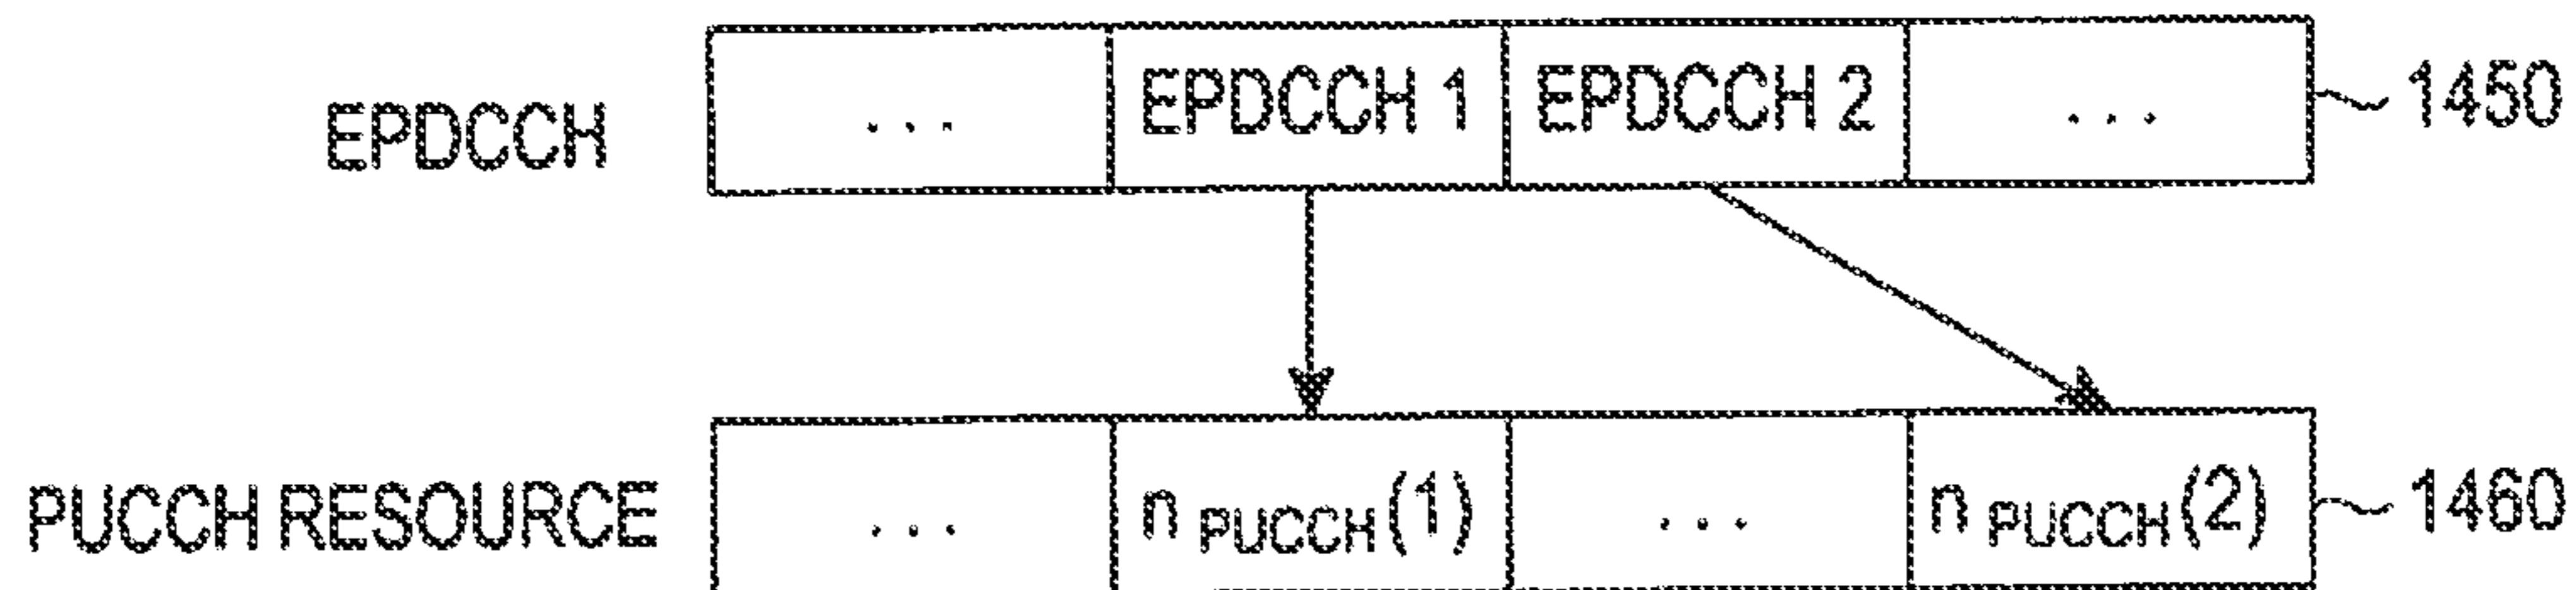 EPDCCH ... EPDCCH 1 EPDCCH 2 ... 1450
PUCCH RESOURCE ... n PUCCH (1) ... n PUCCH (2) 1460